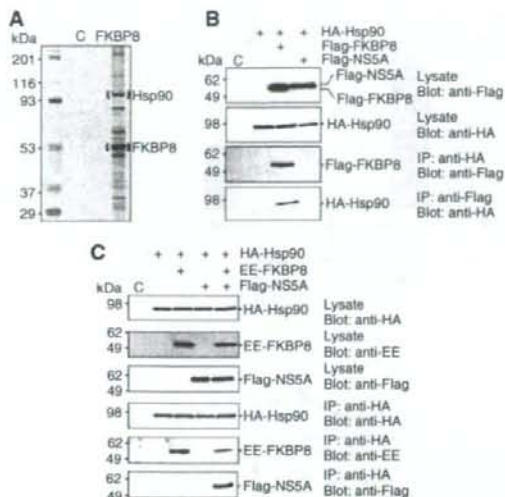 A
kDa C FKBP8
201
116
93
53
37
29
Hsp90
FKBP8
B
+ + + HA-Hsp90
+ Flag-FKBP8
+ Flag-NS5A
kDa C
62
49
Flag-NS5A
Flag-FKBP8
Lysate
Blot: anti-Flag
98
HA-Hsp90
Lysate
Blot: anti-HA
62
49
Flag-FKBP8
IP: anti-HA
Blot: anti-Flag
98
HA-Hsp90
IP: anti-Flag
Blot: anti-HA
C
+ + + + HA-Hsp90
+ + EE-FKBP8
+ + Flag-NS5A
kDa C
98
HA-Hsp90
Lysate
Blot: anti-HA
62
49
EE-FKBP8
Lysate
Blot: anti-EE
62
49
Flag-NS5A
Lysate
Blot: anti-Flag
98
HA-Hsp90
IP: anti-HA
Blot: anti-HA
62
49
EE-FKBP8
IP: anti-HA
Blot: anti-EE
62
49
Flag-NS5A
IP: anti-HA
Blot: anti-Flag